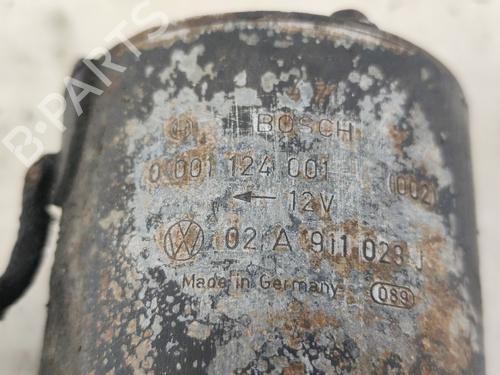 B-PARTS
BOSCH
0 001 124 001 (002)
← 12V
02 A 911 023 J
Made in Germany 089